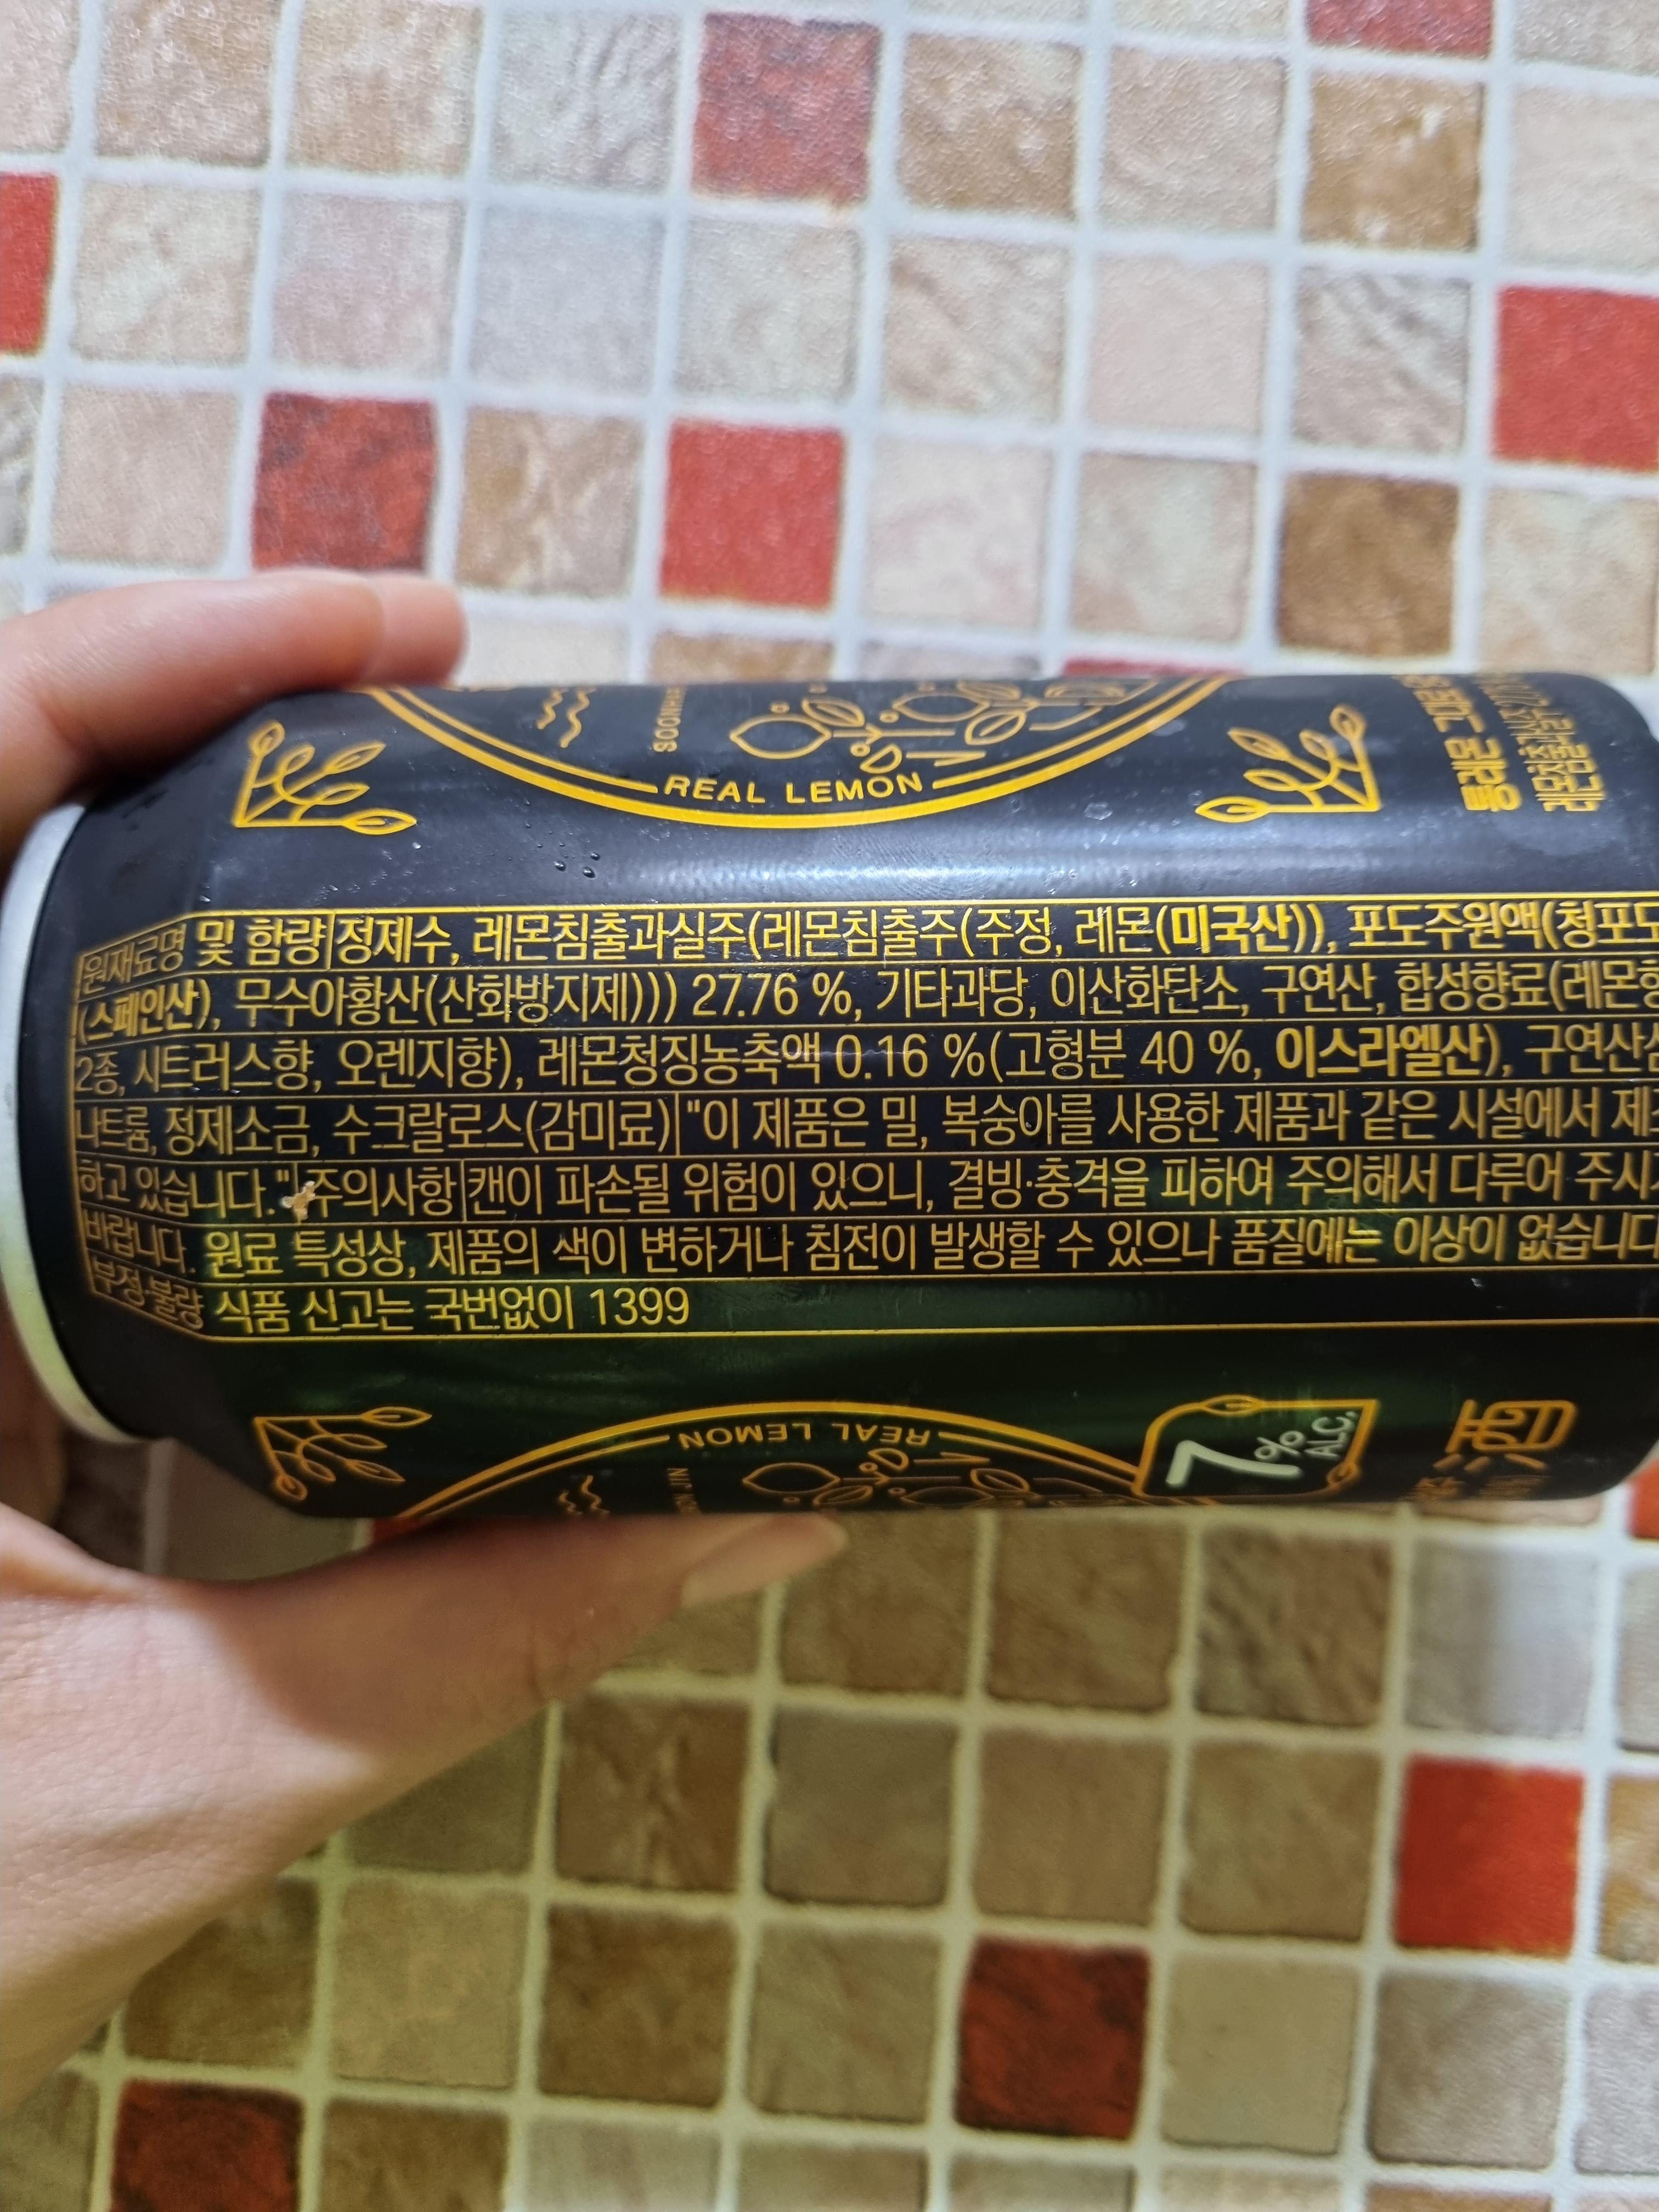 REAL LEMON
원재료명 및 함량 정제수, 레몬침출과실주(레몬침출주(주정, 레몬(미국산)), 포도주원액(청포도
(스페인산), 무수아황산(산화방지제))) 27.76 %, 기타과당, 이산화탄소, 구연산, 합성향료(레몬향
2종, 시트러스향, 오렌지향), 레몬청징농축액 0.16 %(고형분 40 %, 이스라엘산), 구연산삼
나트륨, 정제소금, 수크랄로스(감미료) "이 제품은 밀, 복숭아를 사용한 제품과 같은 시설에서 제조
하고 있습니다." 주의사항 캔이 파손될 위험이 있으니, 결빙·충격을 피하여 주의해서 다루어 주시기
바랍니다. 원료 특성상, 제품의 색이 변하거나 침전이 발생할 수 있으나 품질에는 이상이 없습니다.
부정·불량 식품 신고는 국번없이 1399
REAL LEMON
7% ALC.
酒